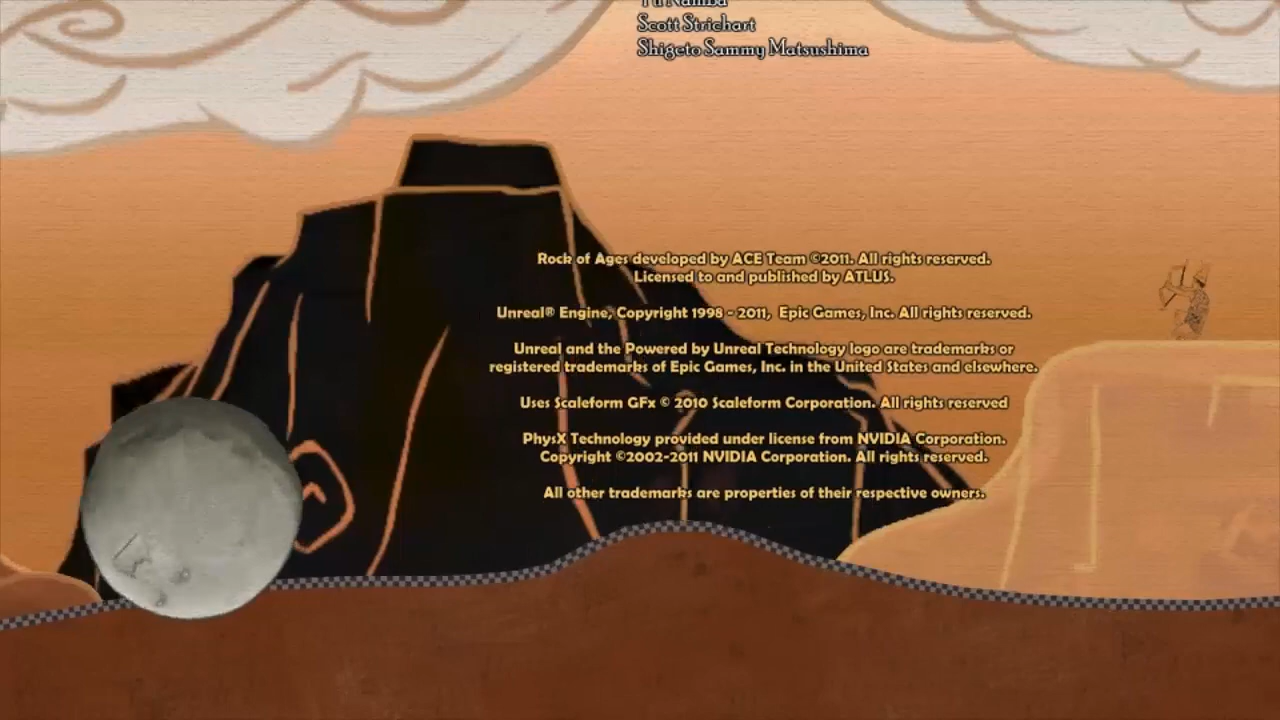 Scott Strichart
Shigeto Sammy Matsushima
Rock of Ages developed by ACE Team ©2011. All rights reserved.
Licensed to and published by ATLUS.
Unreal® Engine, Copyright 1998 - 2011, Epic Games, Inc. All rights reserved.
Unreal and the Powered by Unreal Technology logo are trademarks or
registered trademarks of Epic Games, Inc. in the United States and elsewhere.
Uses Scaleform GFx © 2010 Scaleform Corporation. All rights reserved
PhysX Technology provided under license from NVIDIA Corporation.
Copyright ©2002-2011 NVIDIA Corporation. All rights reserved.
All other trademarks are properties of their respective owners.